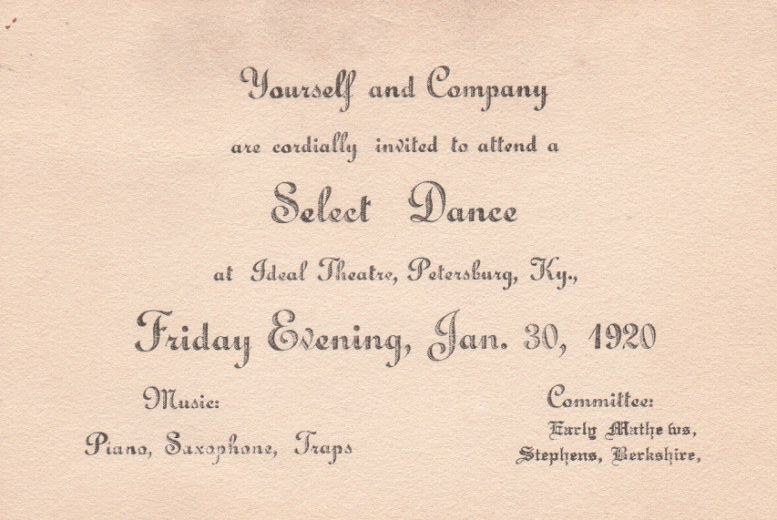 Yourself and Company
are cordially invited to attend a
Select Dance
at Ideal Theatre, Petersburg, Ky.,
Friday Evening, Jan. 30, 1920
Music:
Piano, Saxophone, Traps
Committee:
Early Mathews,
Stephens, Berkshire,